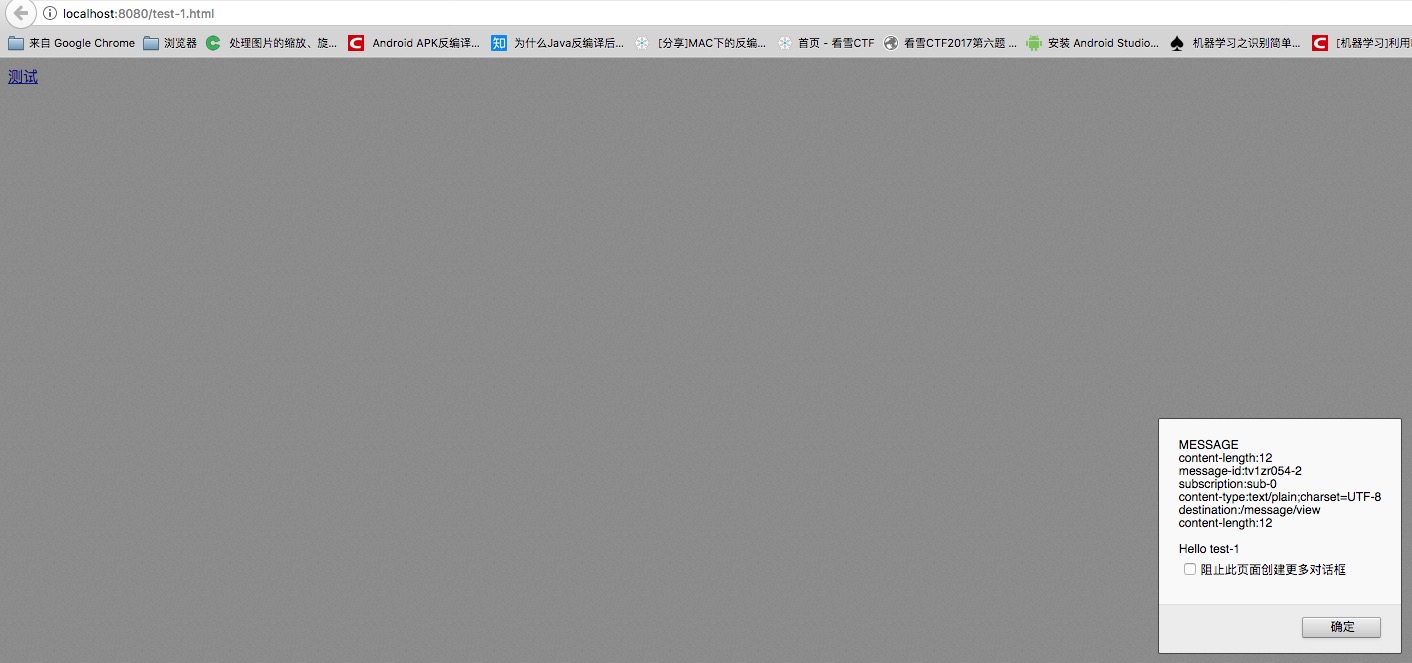 localhost:8080/test-1.html
来自 Google Chrome 浏览器 处理图片的缩放、旋... Android APK反编译... 知 为什么Java反编译后... [分享]MAC下的反编... 首页 - 看雪CTF 看雪CTF2017第六题 ... 安装 Android Studio... 机器学习之识别简单... [机器学习]利用
测试
MESSAGE
content-length:12
message-id:tv1zr054-2
subscription:sub-0
content-type:text/plain;charset=UTF-8
destination:/message/view
content-length:12
Hello test-1
阻止此页面创建更多对话框
确定